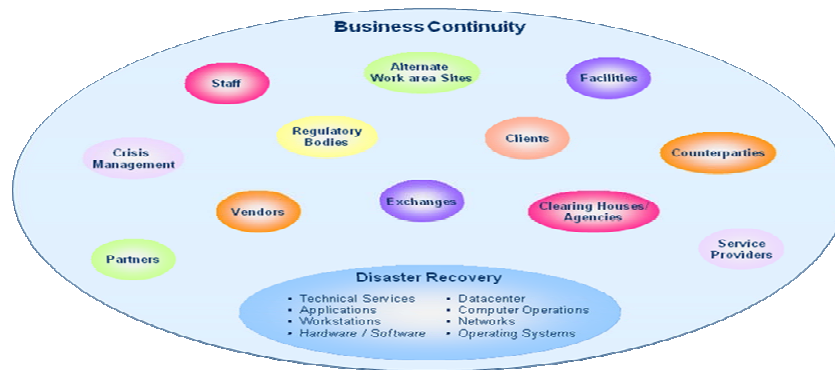 Business Continuity
Staff
Alternate
Work area Sites
Facilities
Regulatory
Bodies
Clients
Crisis
Management
Counterparties
Vendors
Exchanges
Clearing Houses/
Agencies
Partners
Service
Providers
Disaster Recovery
• Technical Services
• Applications
• Workstations
• Hardware / Software
• Datacenter
• Computer Operations
• Networks
• Operating Systems